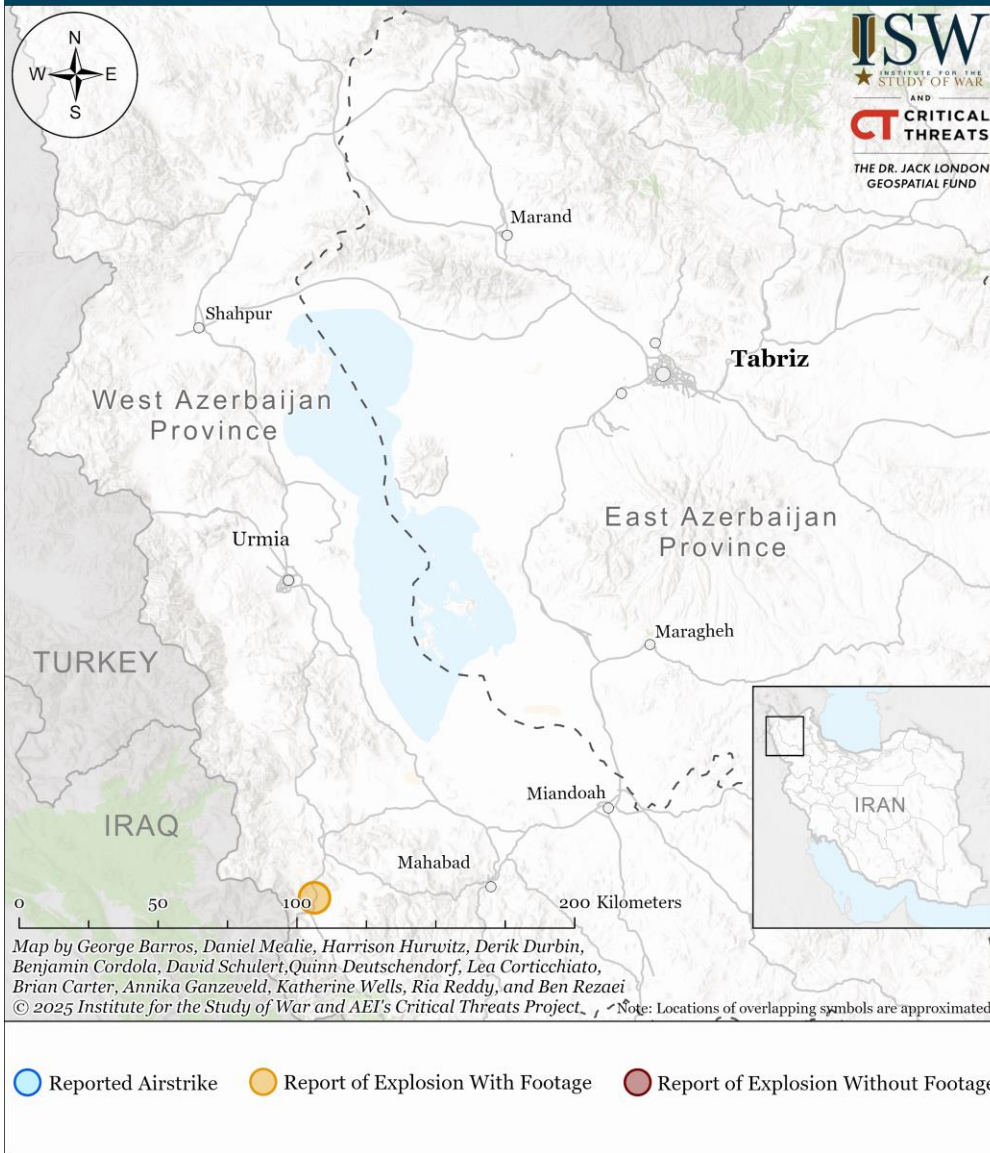 N
W
E
S
ISW
INSTITUTE FOR THE
STUDY OF WAR
AND
CT CRITICAL
THREATS
THE DR. JACK LONDON
GEOSPATIAL FUND
Marand
Shahpur
Tabriz
West Azerbaijan
Province
Urmia
East Azerbaijan
Province
Maragheh
TURKEY
Miandoah
IRAN
IRAQ
Mahabad
0 50 100 200 Kilometers
Map by George Barros, Daniel Mealie, Harrison Hurwitz, Derik Durbin,
Benjamin Cordola, David Schulert,Quinn Deutschendorf, Lea Corticchiato,
Brian Carter, Annika Ganzeveld, Katherine Wells, Ria Reddy, and Ben Rezaei
© 2025 Institute for the Study of War and AEI's Critical Threats Project
Note: Locations of overlapping symbols are approximated
Reported Airstrike
Report of Explosion With Footage
Report of Explosion Without Footage